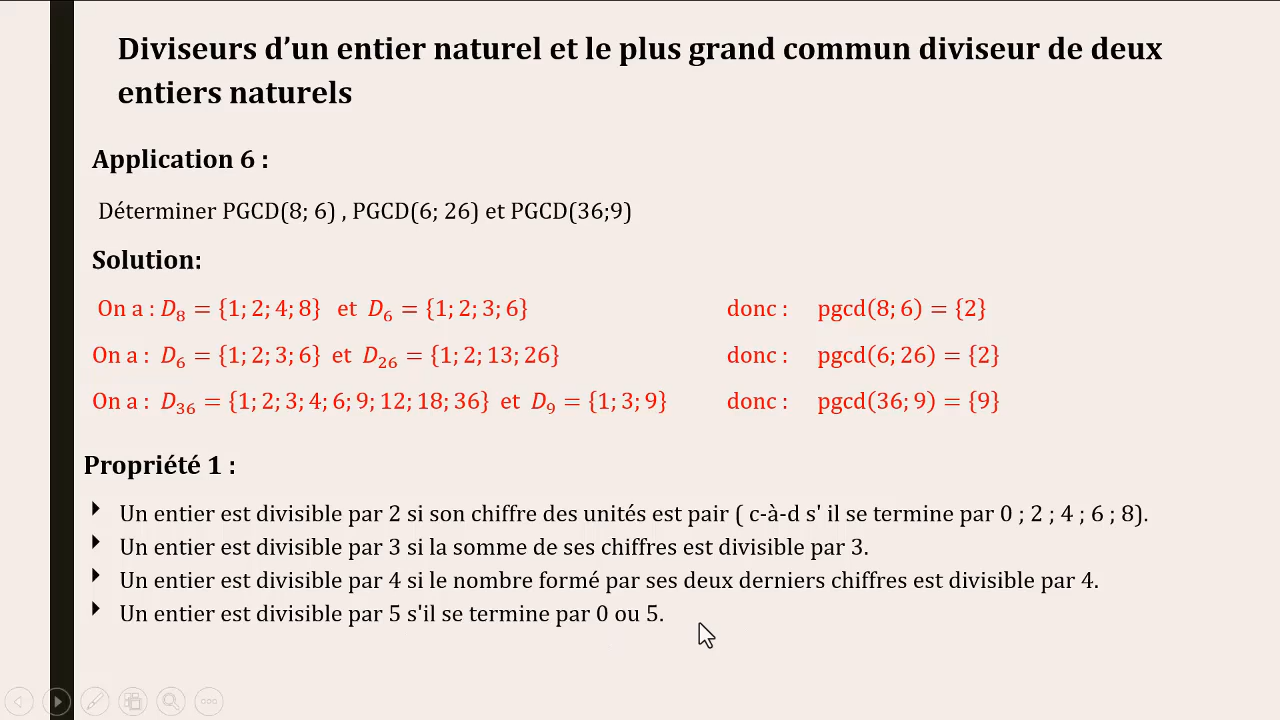 Diviseurs d’un entier naturel et le plus grand commun diviseur de deux
entiers naturels
Application 6 :
Déterminer PGCD(8; 6) , PGCD(6; 26) et PGCD(36;9)
Solution:
On a : D₈ = {1; 2; 4; 8} et D₆ = {1; 2; 3; 6} donc : pgcd(8; 6) = {2}
On a : D₆ = {1; 2; 3; 6} et D₂₆ = {1; 2; 13; 26} donc : pgcd(6; 26) = {2}
On a : D₃₆ = {1; 2; 3; 4; 6; 9; 12; 18; 36} et D₉ = {1; 3; 9} donc : pgcd(36; 9) = {9}
Propriété 1 :
Un entier est divisible par 2 si son chiffre des unités est pair ( c-à-d s' il se termine par 0 ; 2 ; 4 ; 6 ; 8).
Un entier est divisible par 3 si la somme de ses chiffres est divisible par 3.
Un entier est divisible par 4 si le nombre formé par ses deux derniers chiffres est divisible par 4.
Un entier est divisible par 5 s'il se termine par 0 ou 5.